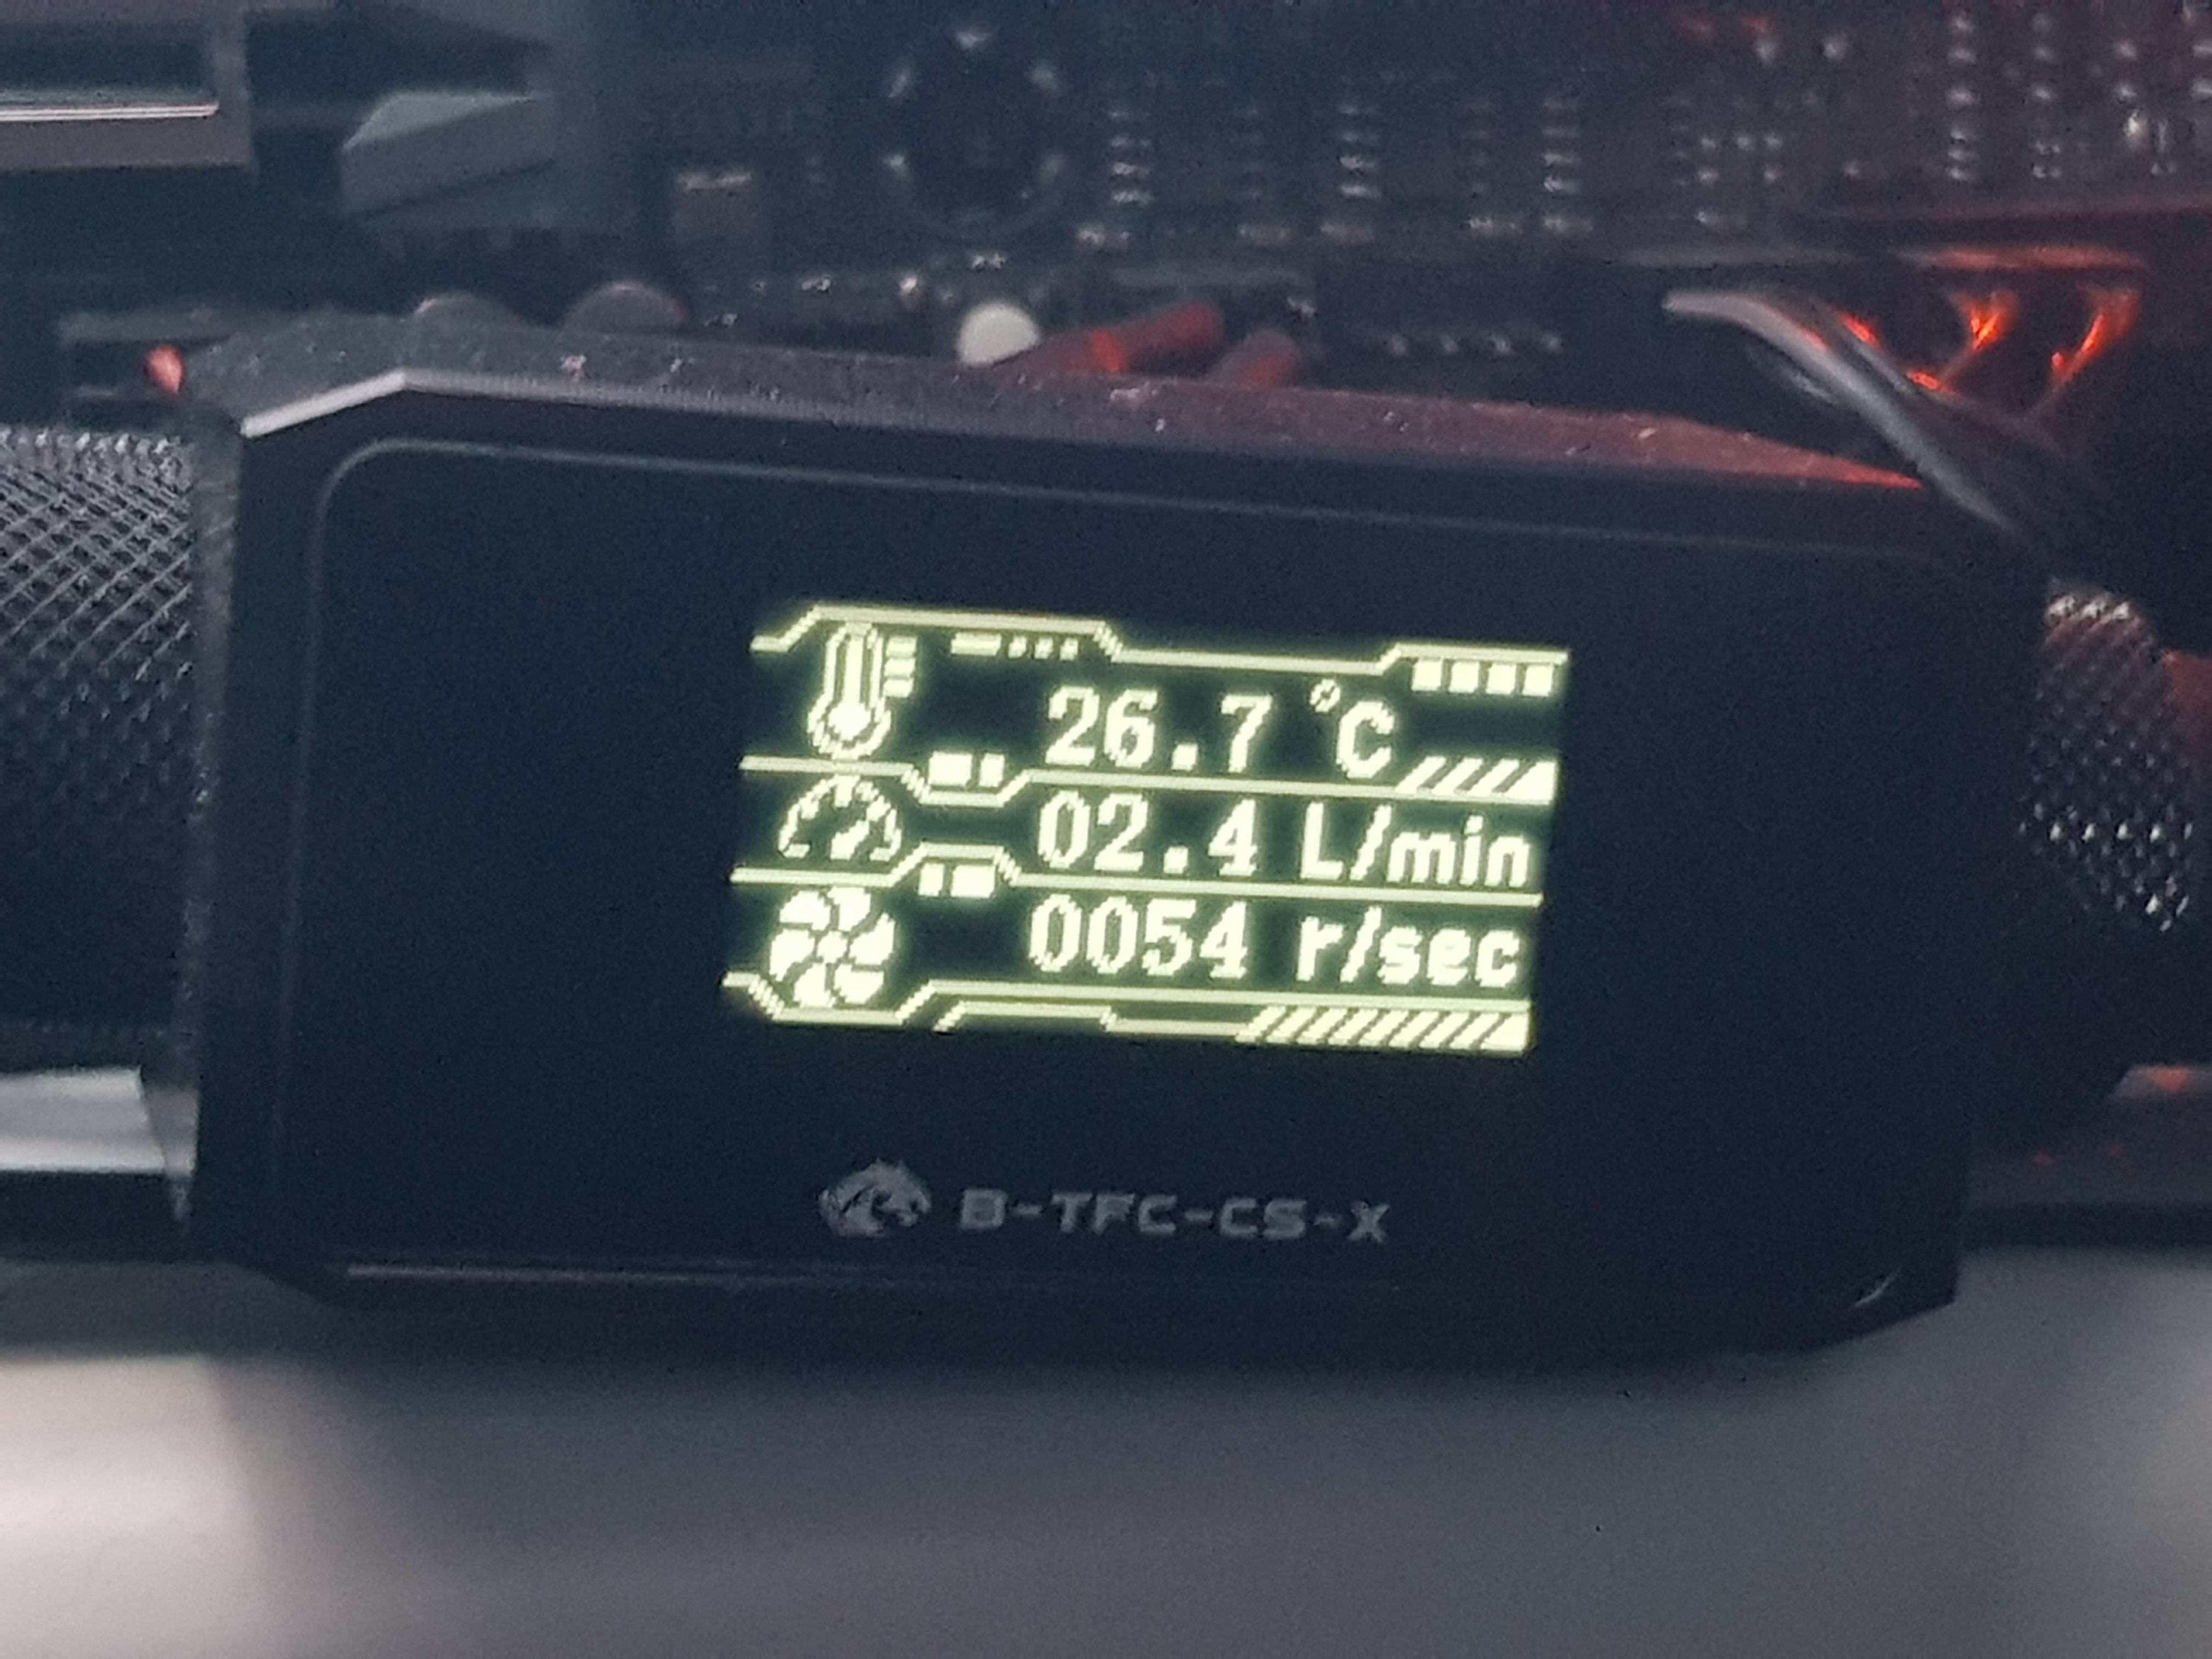 26.7 °C
02.4 L/min
0054 r/sec
B-TFC-CS-X